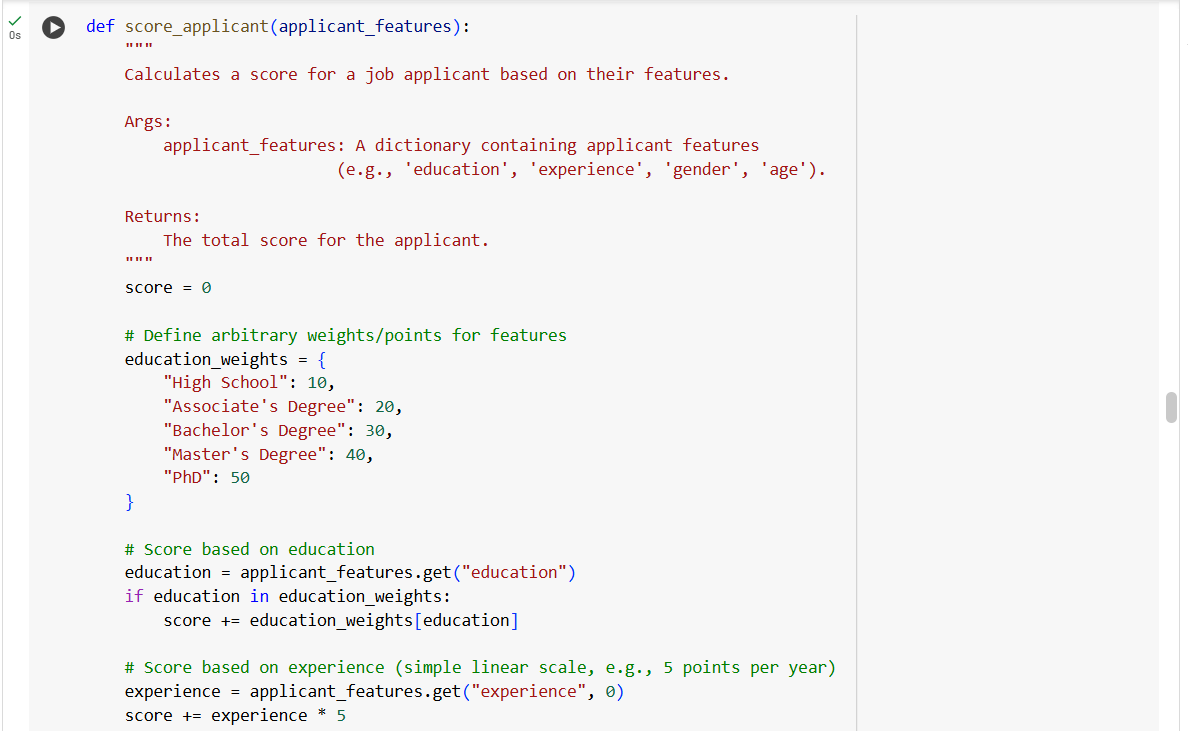 0s
def score_applicant(applicant_features):
    """
    Calculates a score for a job applicant based on their features.

    Args:
        applicant_features: A dictionary containing applicant features
                          (e.g., 'education', 'experience', 'gender', 'age').

    Returns:
        The total score for the applicant.
    """
    score = 0

    # Define arbitrary weights/points for features
    education_weights = {
        "High School": 10,
        "Associate's Degree": 20,
        "Bachelor's Degree": 30,
        "Master's Degree": 40,
        "PhD": 50
    }

    # Score based on education
    education = applicant_features.get("education")
    if education in education_weights:
        score += education_weights[education]

    # Score based on experience (simple linear scale, e.g., 5 points per year)
    experience = applicant_features.get("experience", 0)
    score += experience * 5